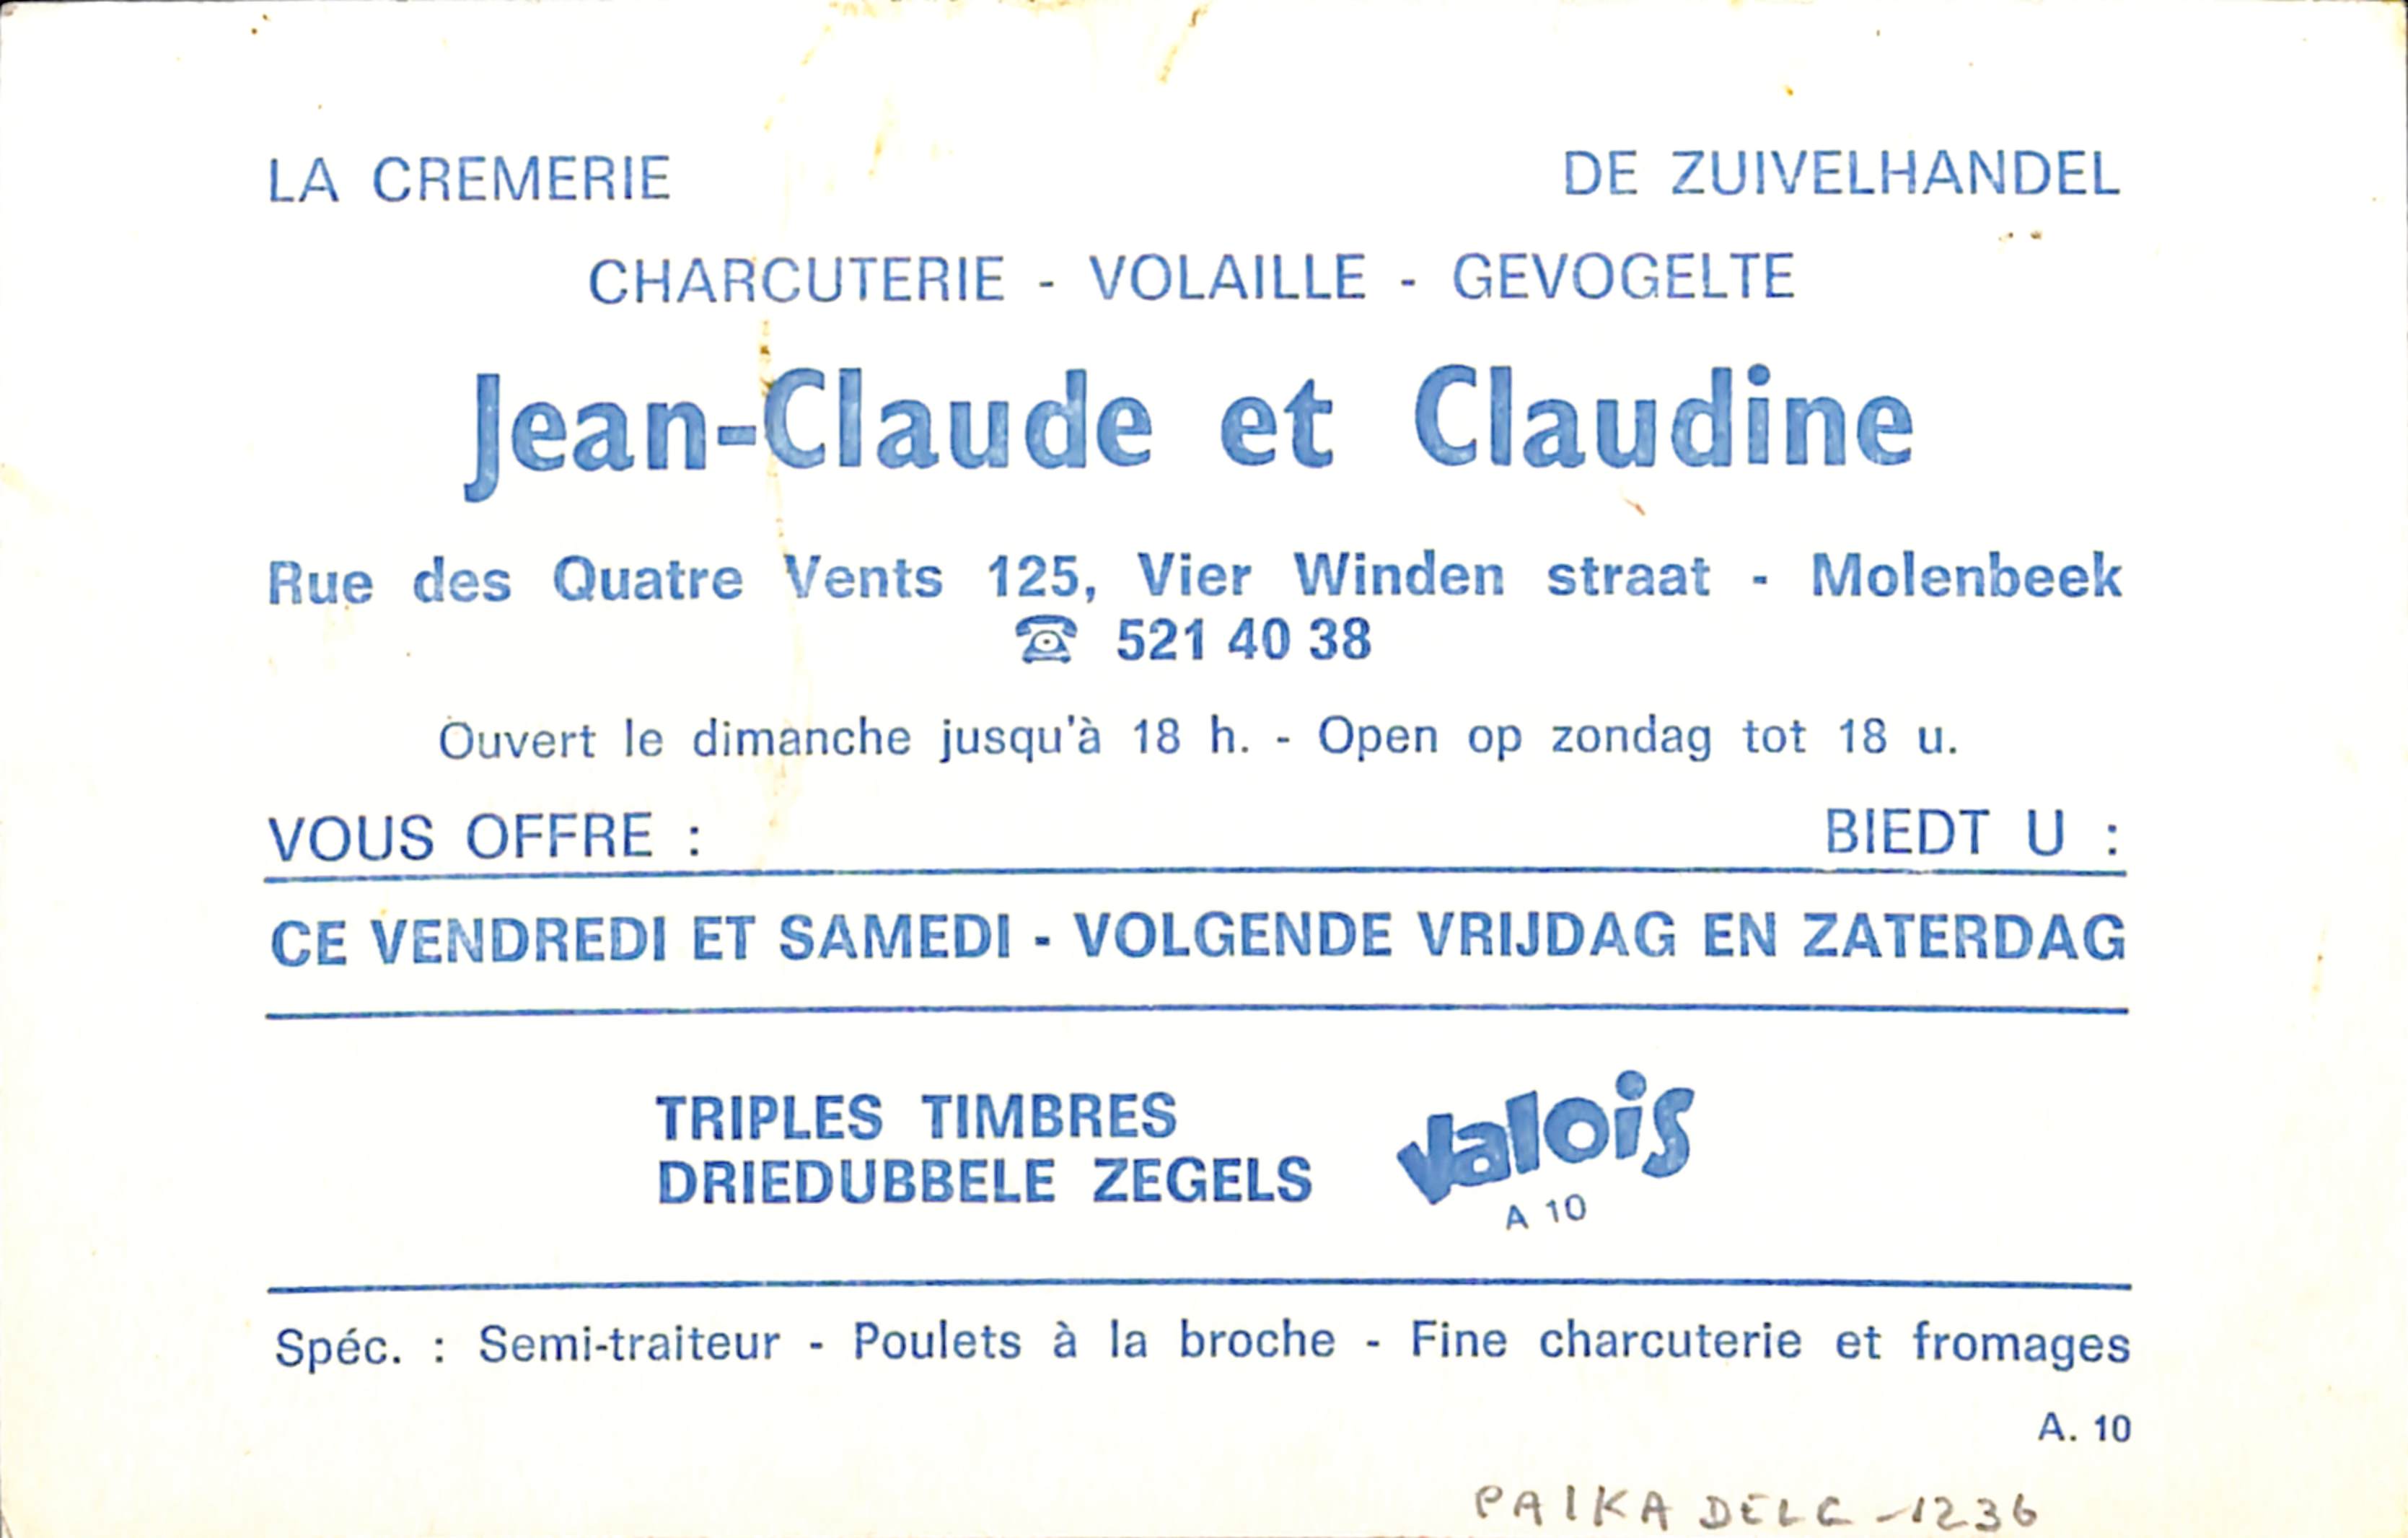 LA CREMERIE DE ZUIVELHANDEL
CHARCUTERIE - VOLAILLE - GEVOGELTE
Jean-Claude et Claudine
Rue des Quatre Vents 125, Vier Winden straat - Molenbeek
☎ 521 40 38
Ouvert le dimanche jusqu'à 18 h. - Open op zondag tot 18 u.
VOUS OFFRE : BIEDT U :
CE VENDREDI ET SAMEDI - VOLGENDE VRIJDAG EN ZATERDAG
TRIPLES TIMBRES
DRIEDUBBELE ZEGELS
Valois
A 10
Spéc. : Semi-traiteur - Poulets à la broche - Fine charcuterie et fromages
A. 10
PAIKA DELC -1236